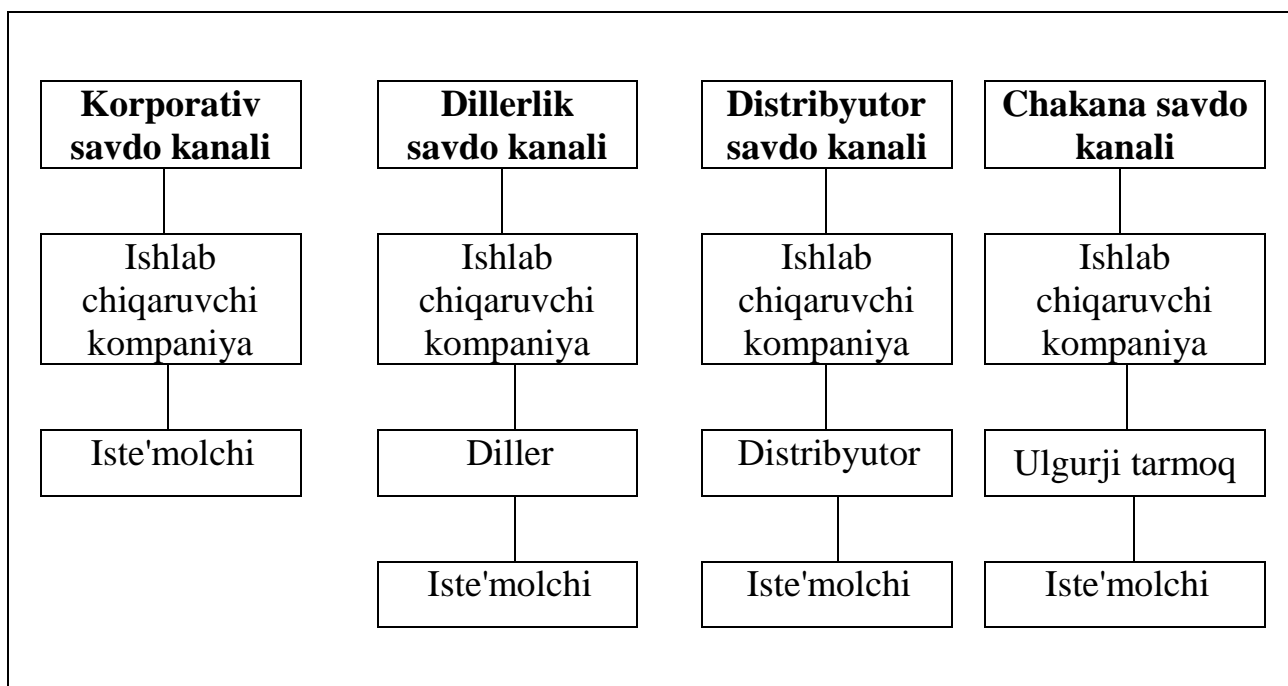 Korporativ
savdo kanali
Ishlab
chiqaruvchi
kompaniya
Iste'molchi
Dillerlik
savdo kanali
Ishlab
chiqaruvchi
kompaniya
Diller
Iste'molchi
Distribyutor
savdo kanali
Ishlab
chiqaruvchi
kompaniya
Distribyutor
Iste'molchi
Chakana savdo
kanali
Ishlab
chiqaruvchi
kompaniya
Ulgurji tarmoq
Iste'molchi